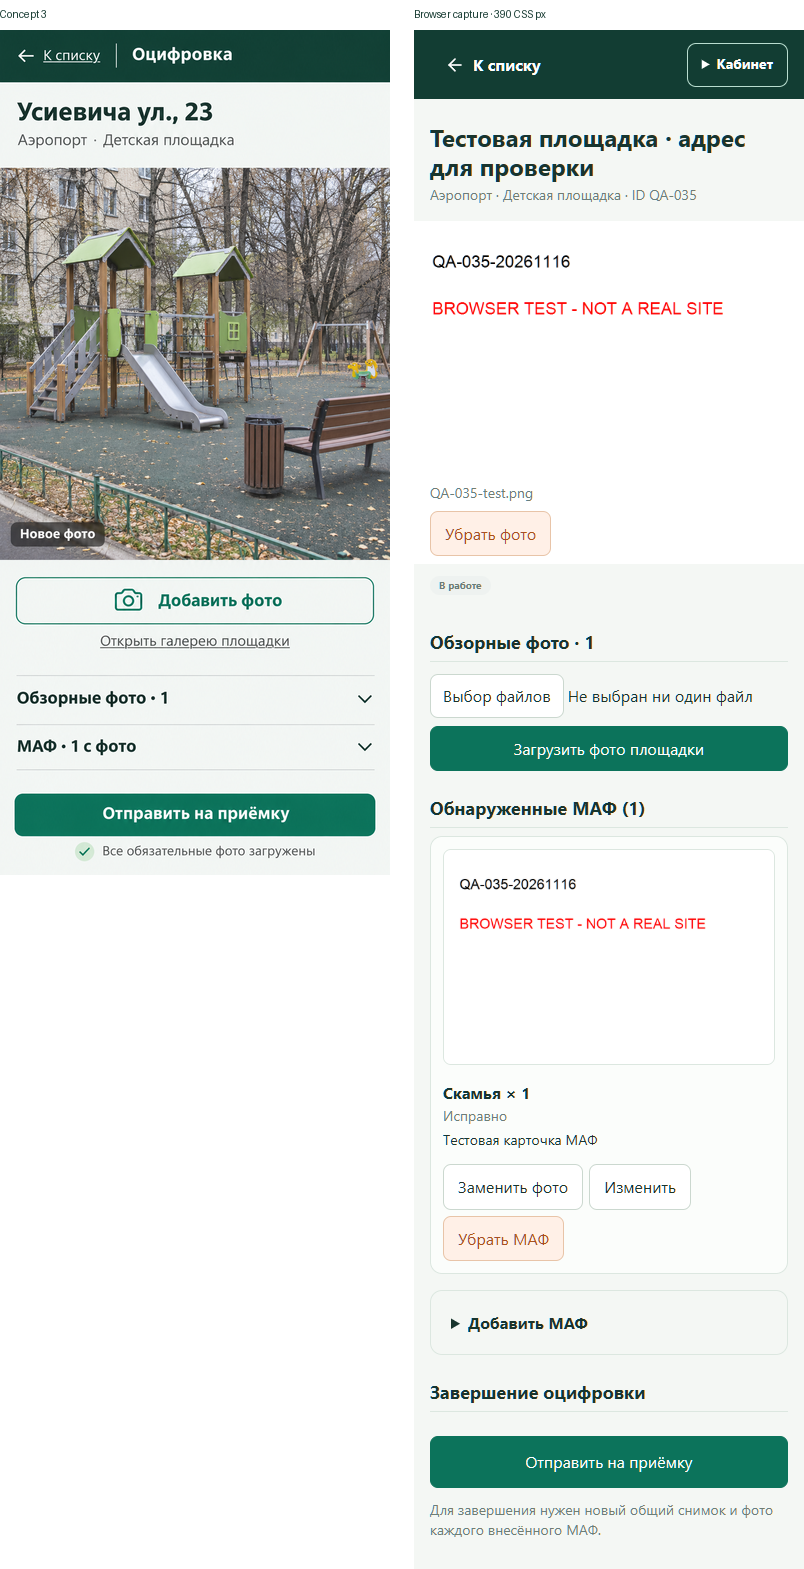 Concept 3
К списку
Оцифровка
Усиевича ул., 23
Аэропорт · Детская площадка
Новое фото
Добавить фото
Открыть галерею площадки
Обзорные фото • 1
МАФ • 1 с фото
Отправить на приёмку
Все обязательные фото загружены
Browser capture · 390 CSS px
К списку
Кабинет
Тестовая площадка · адрес
для проверки
Аэропорт · Детская площадка · ID QA-035
QA-035-20261116
BROWSER TEST - NOT A REAL SITE
QA-035-test.png
Убрать фото
В работе
Обзорные фото · 1
Выбор файлов Не выбран ни один файл
Загрузить фото площадки
Обнаруженные МАФ (1)
QA-035-20261116
BROWSER TEST - NOT A REAL SITE
Скамья × 1
Исправно
Тестовая карточка МАФ
Заменить фото
Изменить
Убрать МАФ
Добавить МАФ
Завершение оцифровки
Отправить на приёмку
Для завершения нужен новый общий снимок и фото
каждого внесённого МАФ.